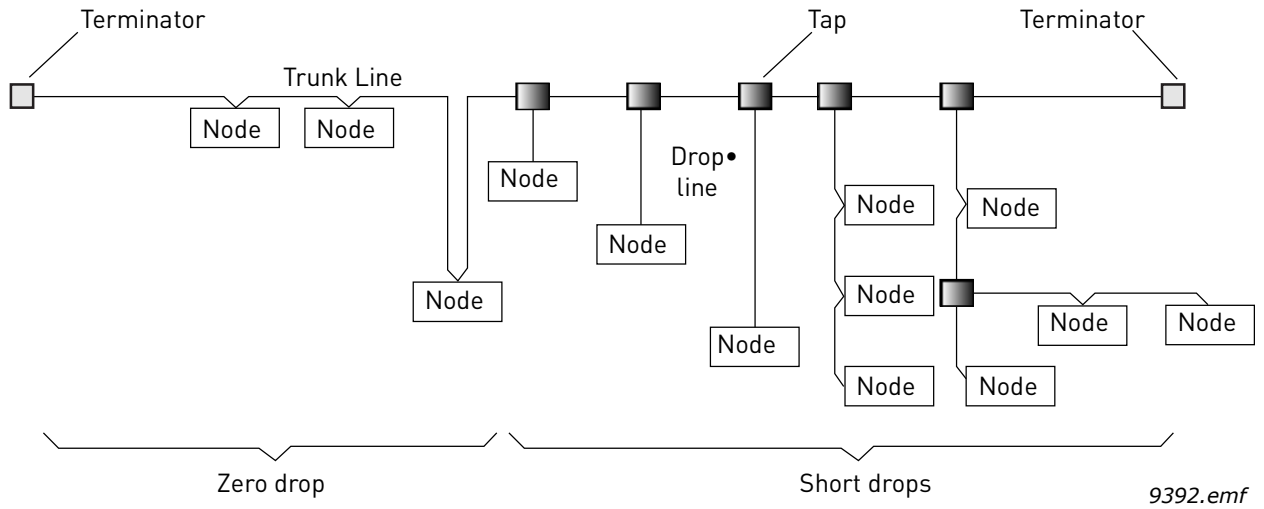 Terminator
Tap
Terminator
Trunk Line
Node
Node
Drop•
line
Node
Node
Node
Node
Node
Node
Node
Node
Node
Node
Node
Node
Zero drop
Short drops
9392.emf